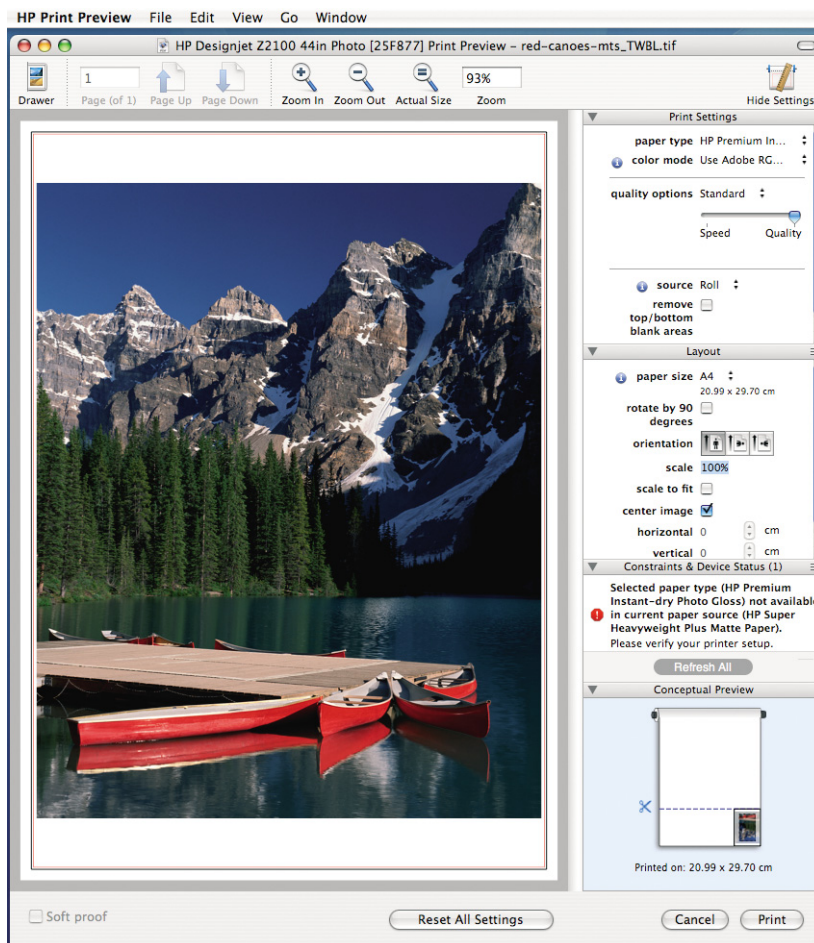 HP Print Preview File Edit View Go Window
HP Designjet Z2100 44in Photo [25F877] Print Preview – red-canoes-mts_TWBL.tif
1
93%
Drawer Page (of 1) Page Up Page Down Zoom In Zoom Out Actual Size Zoom Hide Settings
Print Settings
paper type HP Premium In...
color mode Use Adobe RG...
quality options Standard
Speed Quality
source Roll
remove
top/bottom
blank areas
Layout
paper size A4
20.99 x 29.70 cm
rotate by 90
degrees
orientation
scale 100%
scale to fit
center image
horizontal 0 cm
vertical 0 cm
Constraints & Device Status (1)
Selected paper type (HP Premium
Instant-dry Photo Gloss) not available
in current paper source (HP Super
Heavyweight Plus Matte Paper).
Please verify your printer setup.
Refresh All
Conceptual Preview
Printed on: 20.99 x 29.70 cm
Soft proof
Reset All Settings
Cancel Print